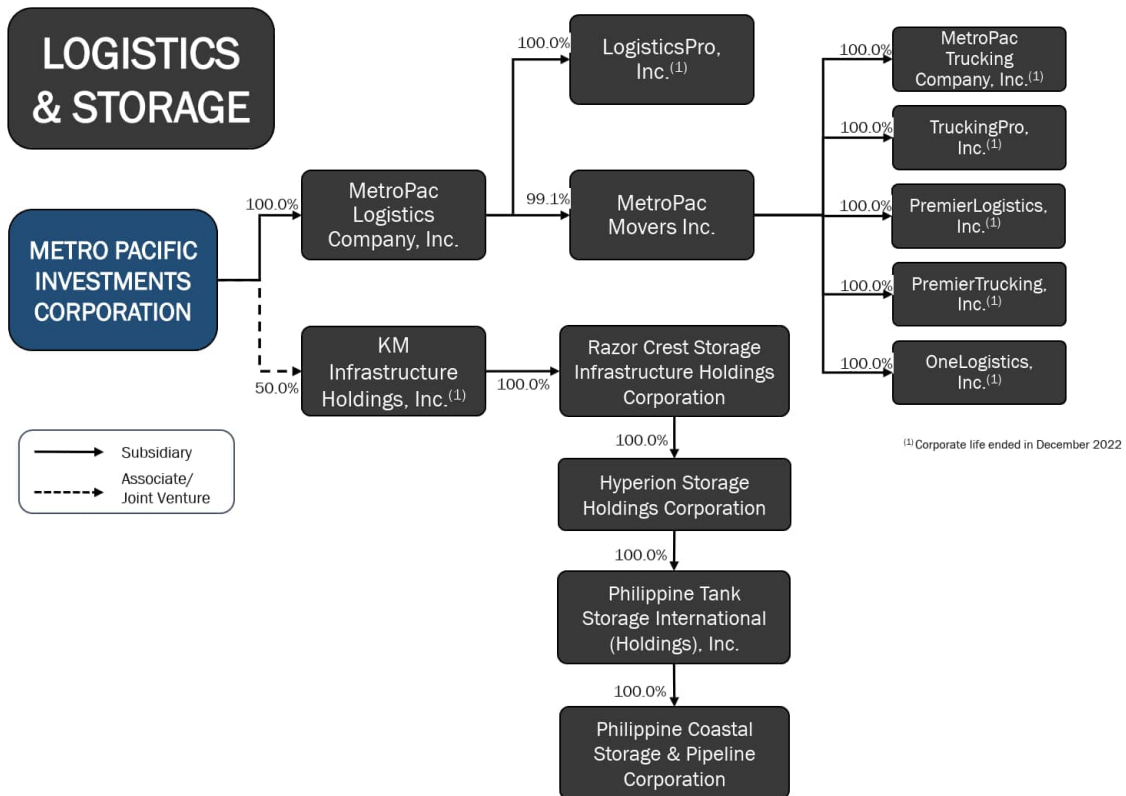 LOGISTICS
& STORAGE
METRO PACIFIC
INVESTMENTS
CORPORATION
100.0%
MetroPac
Logistics
Company, Inc.
100.0%
LogisticsPro,
Inc.(1)
99.1%
MetroPac
Movers Inc.
100.0%
MetroPac
Trucking
Company, Inc.(1)
100.0%
TruckingPro,
Inc.(1)
100.0%
PremierLogistics,
Inc.(1)
100.0%
PremierTrucking,
Inc.(1)
100.0%
OneLogistics,
Inc.(1)
50.0%
KM
Infrastructure
Holdings, Inc.(1)
100.0%
Razor Crest Storage
Infrastructure Holdings
Corporation
100.0%
Hyperion Storage
Holdings Corporation
100.0%
Philippine Tank
Storage International
(Holdings), Inc.
100.0%
Philippine Coastal
Storage & Pipeline
Corporation
Subsidiary
Associate/
Joint Venture
(1) Corporate life ended in December 2022